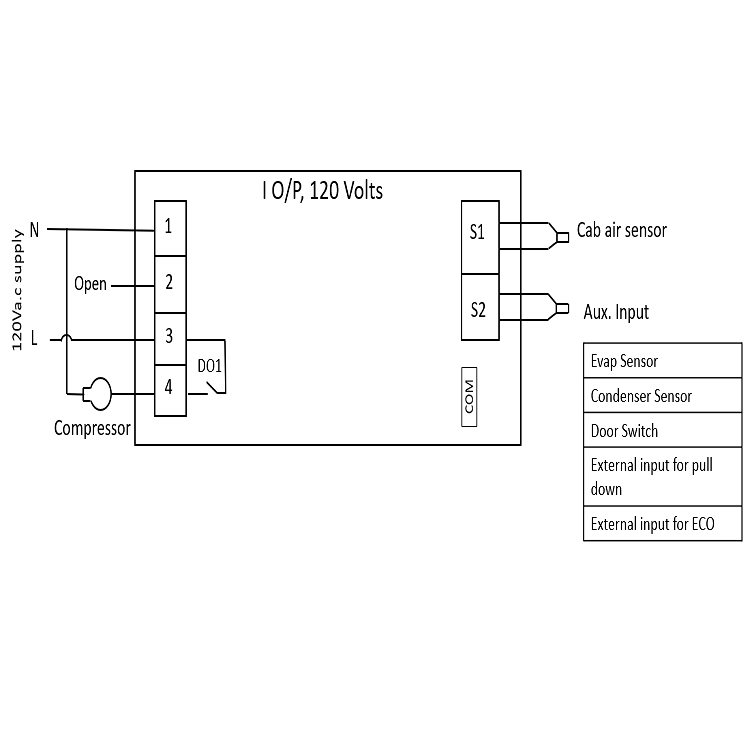 I O/P, 120 Volts
120Va.c supply
N
1
Open
2
L
3
DO1
4
Compressor
S1
Cab air sensor
S2
Aux. Input
COM
Evap Sensor
Condenser Sensor
Door Switch
External input for pull
down
External input for ECO